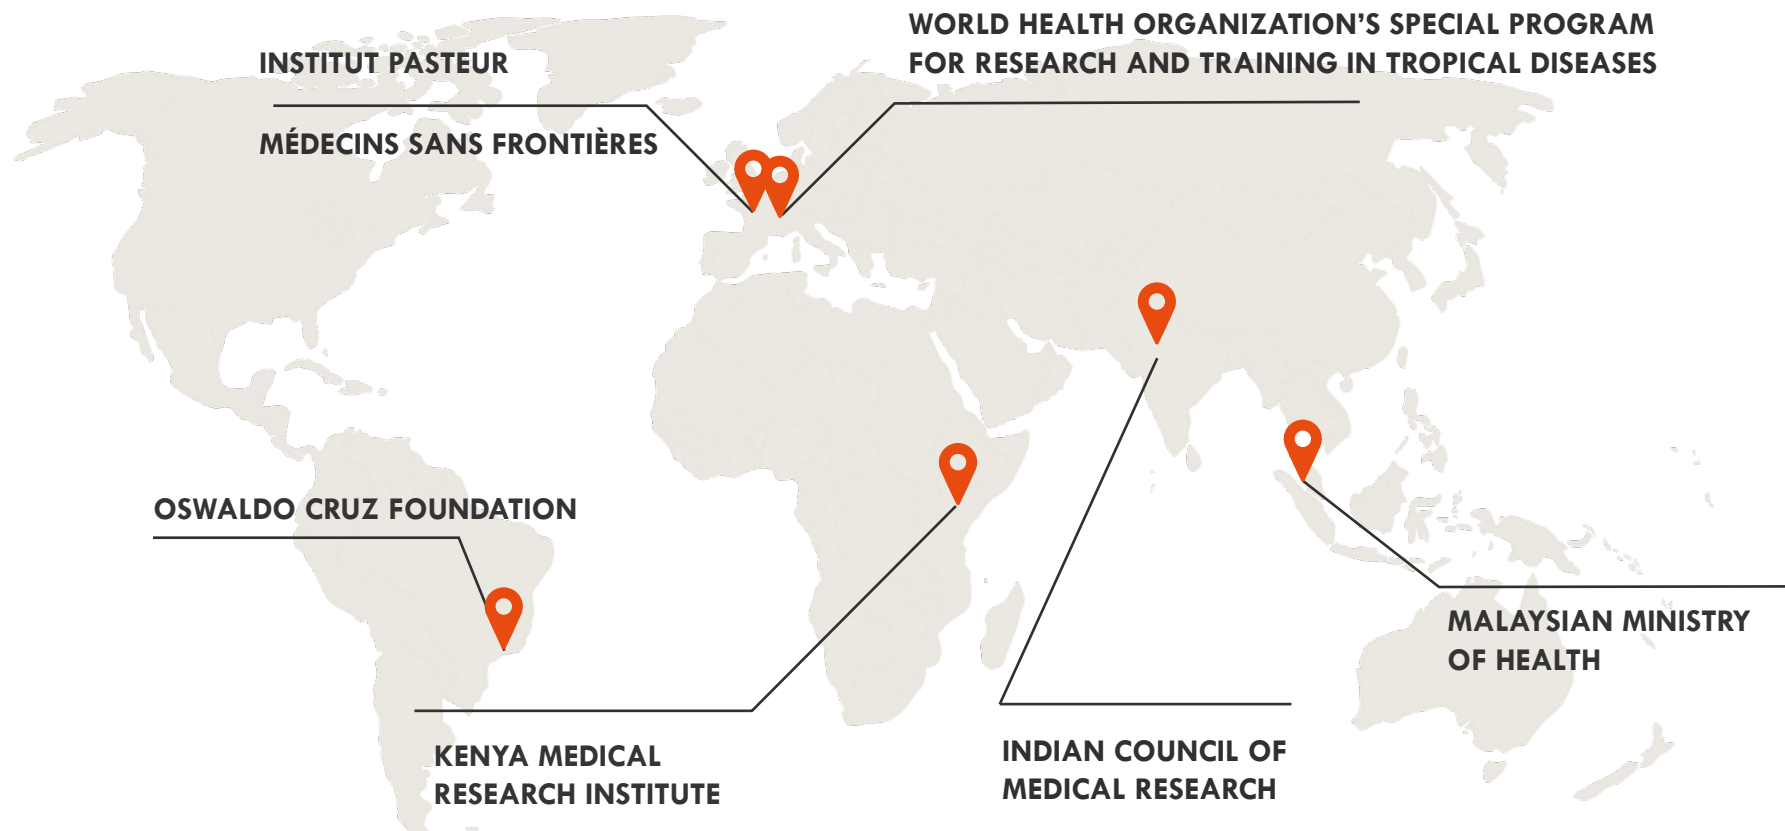 INSTITUT PASTEUR
MÉDECINS SANS FRONTIÈRES
WORLD HEALTH ORGANIZATION’S SPECIAL PROGRAM
FOR RESEARCH AND TRAINING IN TROPICAL DISEASES
OSWALDO CRUZ FOUNDATION
KENYA MEDICAL
RESEARCH INSTITUTE
INDIAN COUNCIL OF
MEDICAL RESEARCH
MALAYSIAN MINISTRY
OF HEALTH